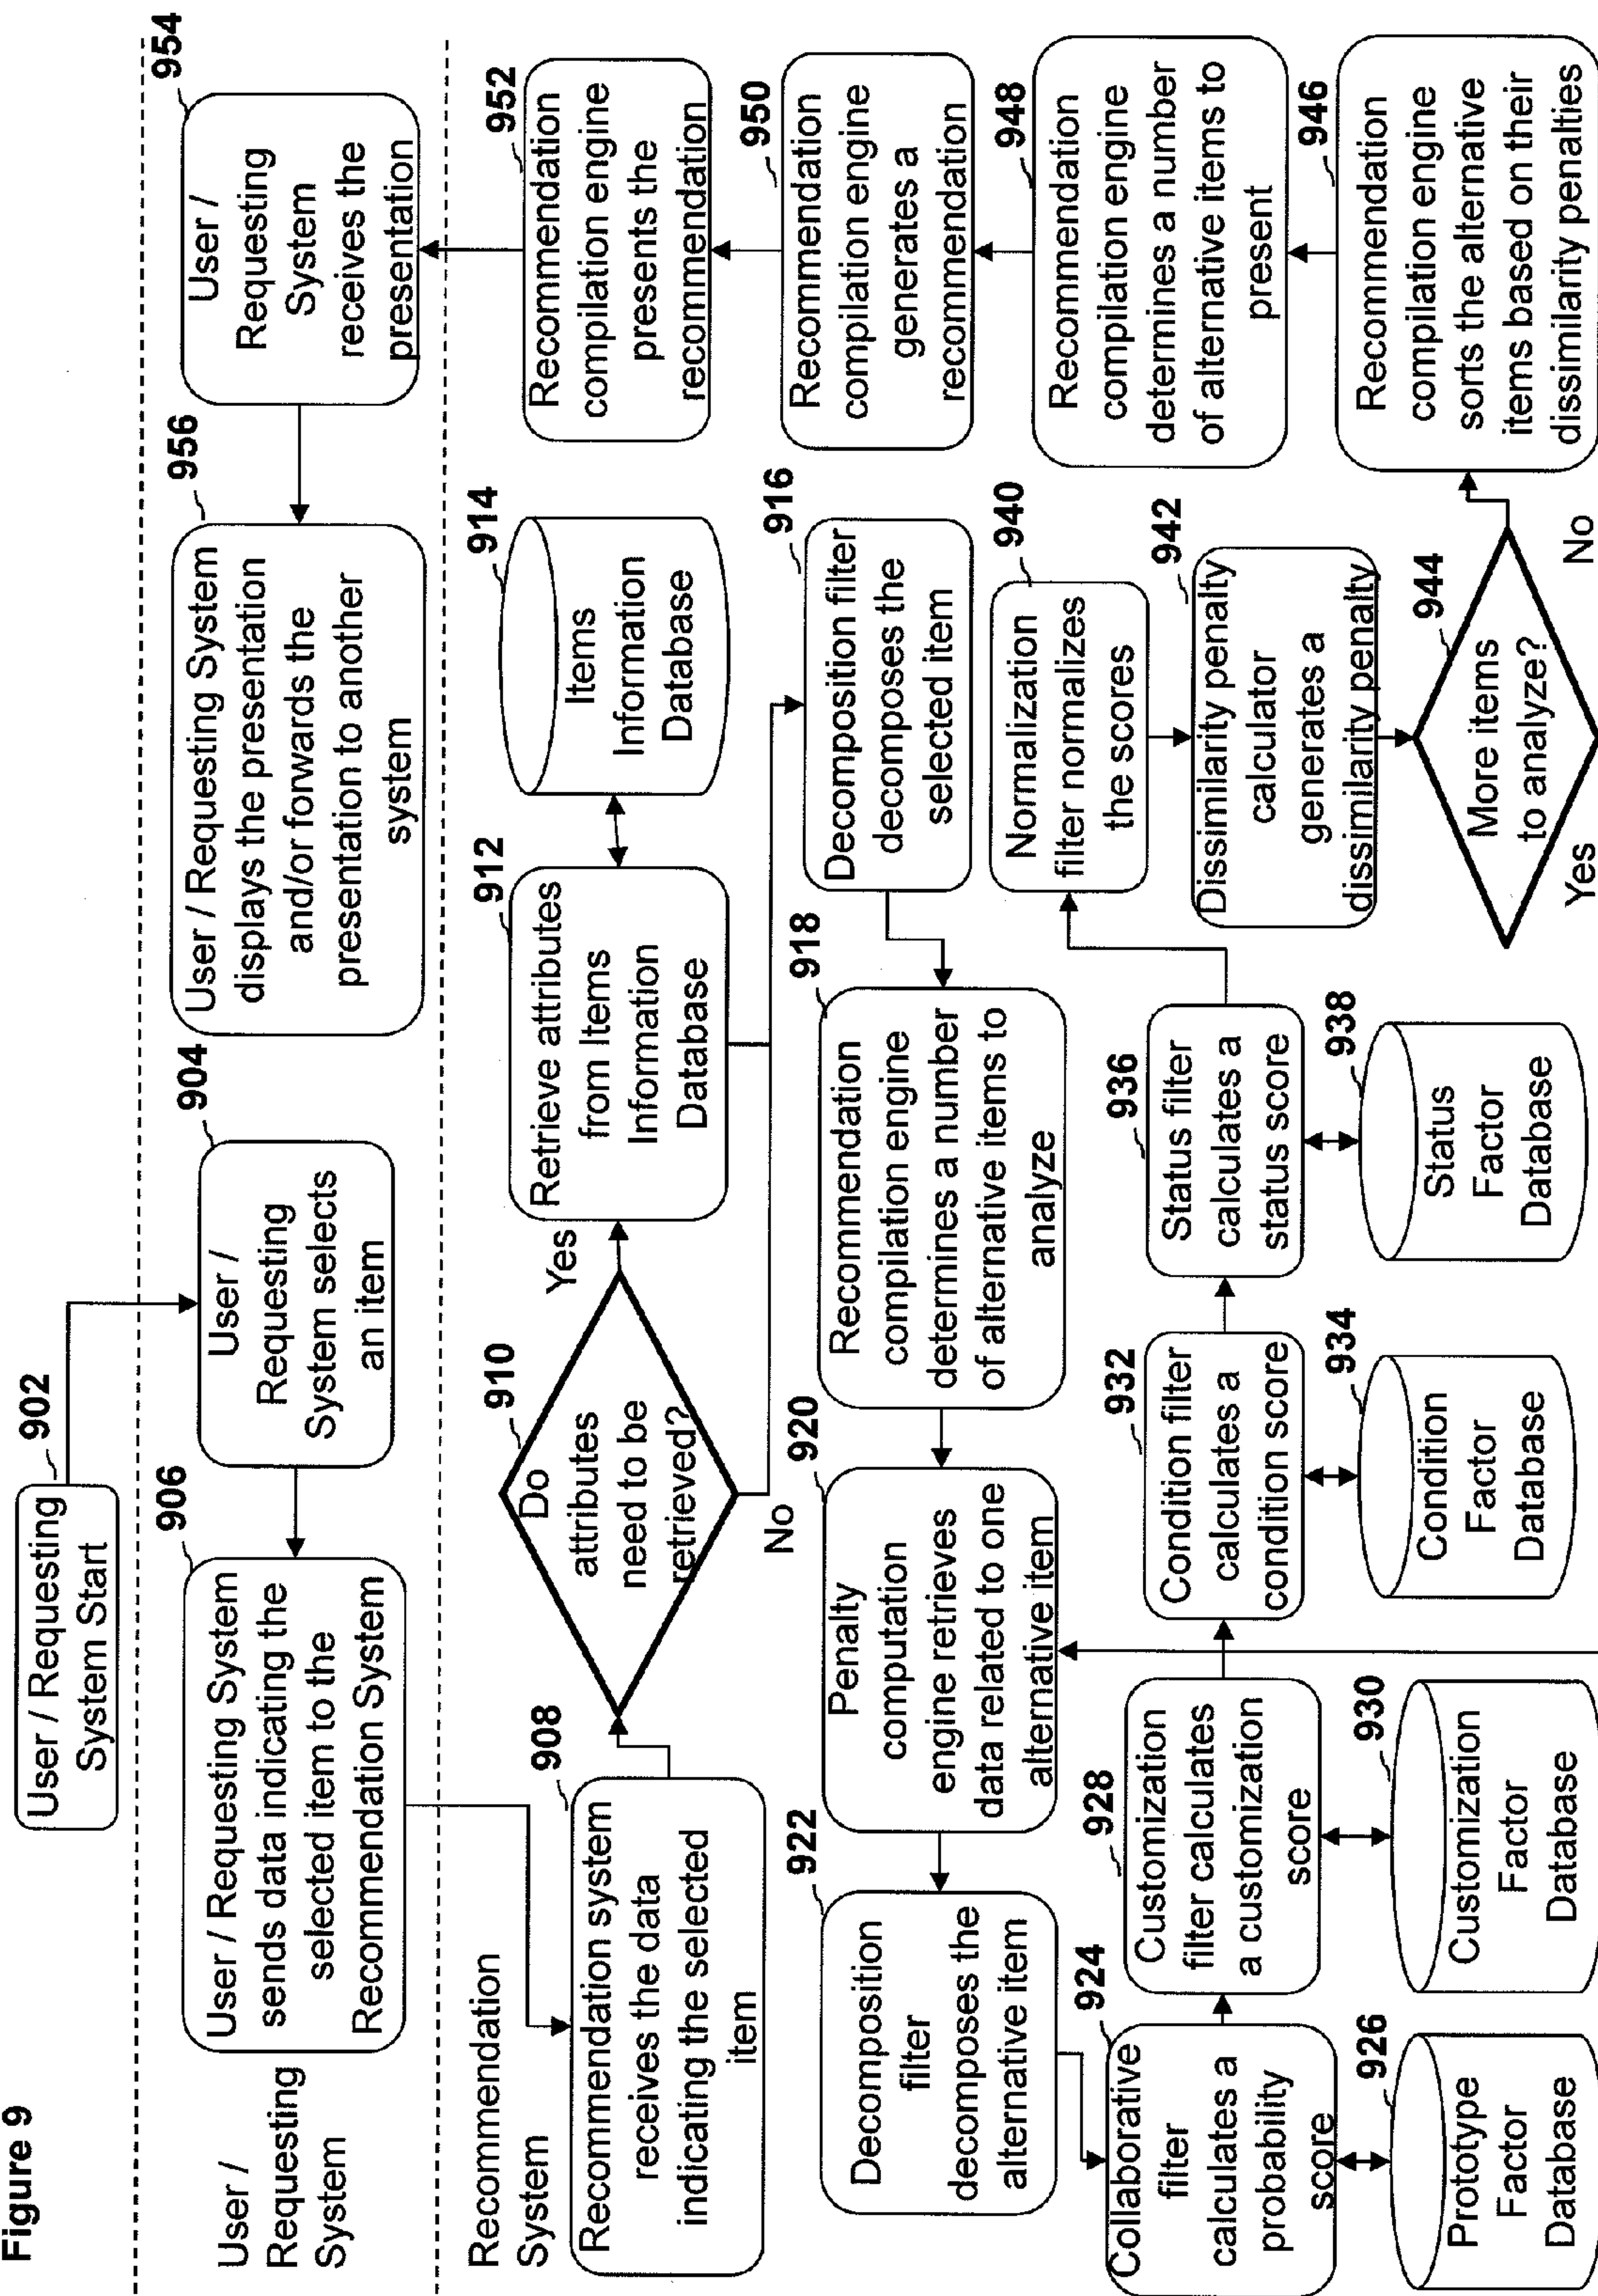 Figure 9
User / Requesting
System Start
902
User /
Requesting
System
User / Requesting System
sends data indicating the
selected item to the
Recommendation System
906
User /
Requesting
System selects
an item
904
User / Requesting System
displays the presentation
and/or forwards the
presentation to another
system
956
User /
Requesting
System
receives the
presentation
954
Recommendation
System
Recommendation system
receives the data
indicating the selected
item
908
Do
attributes
need to be
retrieved?
910
Yes
No
Retrieve attributes
from Items
Information
Database
912
Items
Information
Database
914
Recommendation
compilation engine
presents the
recommendation
952
Decomposition filter
decomposes the
selected item
916
Recommendation
compilation engine
determines a number
of alternative items to
analyze
918
Penalty
computation
engine retrieves
data related to one
alternative item
920
Decomposition
filter
decomposes the
alternative item
922
Recommendation
compilation engine
generates a
recommendation
950
Collaborative
filter
calculates a
probability
score
924
Prototype
Factor
Database
926
Customization
filter calculates
a customization
score
928
Customization
Factor
Database
930
Condition filter
calculates a
condition score
932
Condition
Factor
Database
934
Status filter
calculates a
status score
936
Status
Factor
Database
938
Normalization
filter normalizes
the scores
940
Dissimilarity penalty
calculator
generates a
dissimilarity penalty
942
More items
to analyze?
944
Yes
No
Recommendation
compilation engine
determines a number
of alternative items to
present
948
Recommendation
compilation engine
sorts the alternative
items based on their
dissimilarity penalties
946